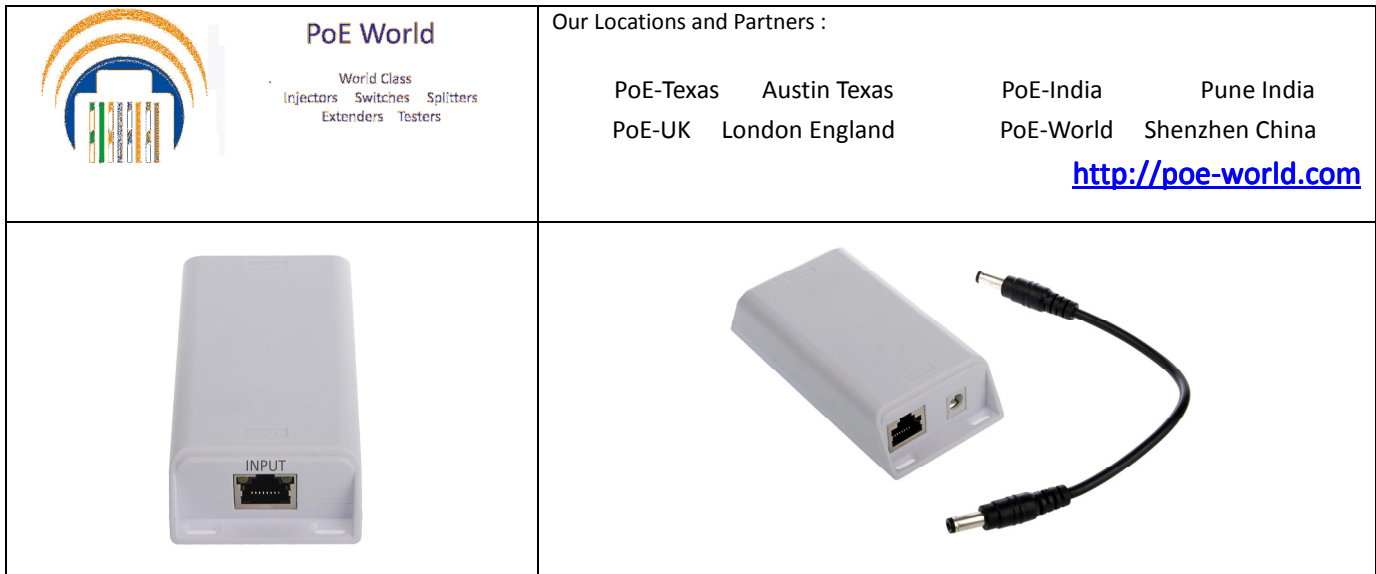 PoE World
World Class
Injectors Switches Splitters
Extenders Testers
Our Locations and Partners :
PoE-Texas Austin Texas PoE-India Pune India
PoE-UK London England PoE-World Shenzhen China
http://poe-world.com
INPUT